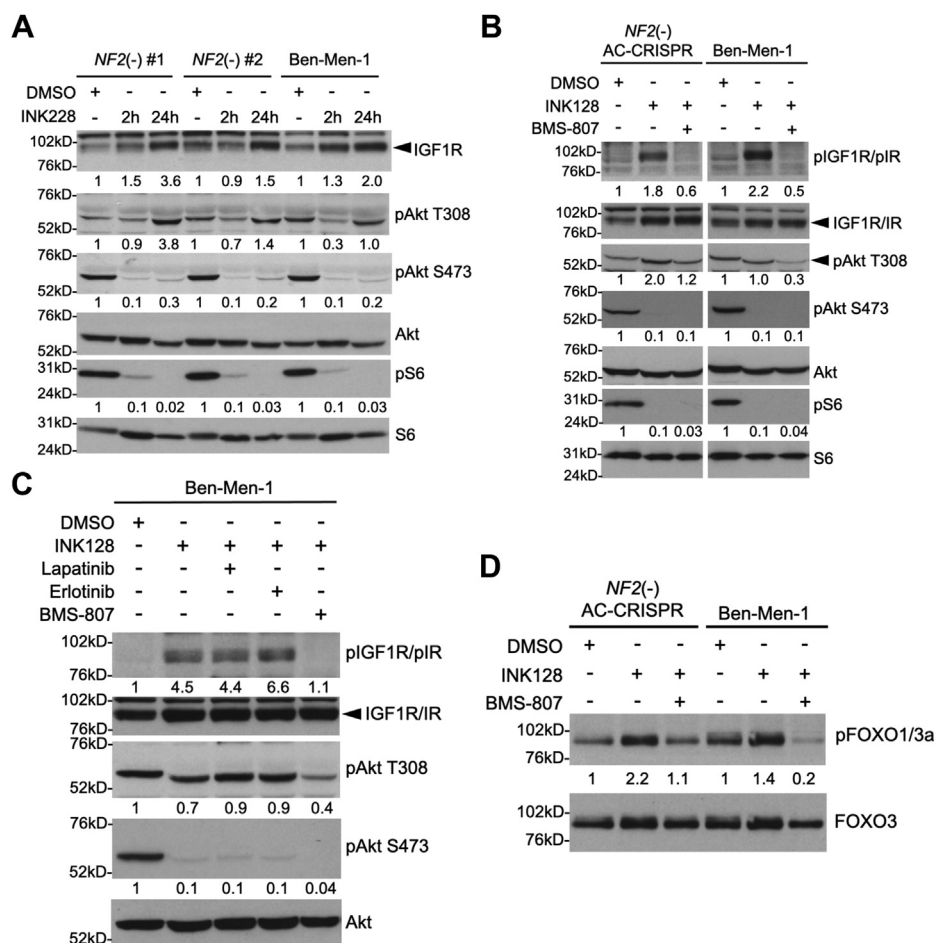 A
NF2(-) #1 NF2(-) #2 Ben-Men-1
DMSO + - - + - - + - -
INK228 - 2h 24h - 2h 24h - 2h 24h
102kD- IGF1R
76kD-
1 1.5 3.6 1 0.9 1.5 1 1.3 2.0
76kD- pAkt T308
52kD-
1 0.9 3.8 1 0.7 1.4 1 0.3 1.0
76kD- pAkt S473
52kD-
1 0.1 0.3 1 0.1 0.2 1 0.1 0.2
76kD- Akt
52kD-
31kD- pS6
24kD-
1 0.1 0.02 1 0.1 0.03 1 0.1 0.03
31kD- S6
24kD-
B
NF2(-)
AC-CRISPR Ben-Men-1
DMSO + - - + - -
INK128 - + + - + +
BMS-807 - - + - - +
102kD- pIGF1R/pIR
76kD-
1 1.8 0.6 1 2.2 0.5
102kD- IGF1R/IR
76kD-
76kD- pAkt T308
52kD-
1 2.0 1.2 1 1.0 0.3
76kD- pAkt S473
52kD-
1 0.1 0.1 1 0.1 0.1
76kD- Akt
52kD-
31kD- pS6
24kD-
1 0.1 0.03 1 0.1 0.04
31kD- S6
24kD-
C
Ben-Men-1
DMSO + - - - -
INK128 - + + + +
Lapatinib - - + - -
Erlotinib - - - + -
BMS-807 - - - - +
102kD- pIGF1R/pIR
76kD-
1 4.5 4.4 6.6 1.1
102kD- IGF1R/IR
76kD-
76kD- pAkt T308
52kD-
1 0.7 0.9 0.9 0.4
76kD- pAkt S473
52kD-
1 0.1 0.1 0.1 0.04
76kD- Akt
52kD-
D
NF2(-)
AC-CRISPR Ben-Men-1
DMSO + - - + - -
INK128 - + + - + +
BMS-807 - - + - - +
102kD- pFOXO1/3a
76kD-
1 2.2 1.1 1 1.4 0.2
102kD- FOXO3
76kD-